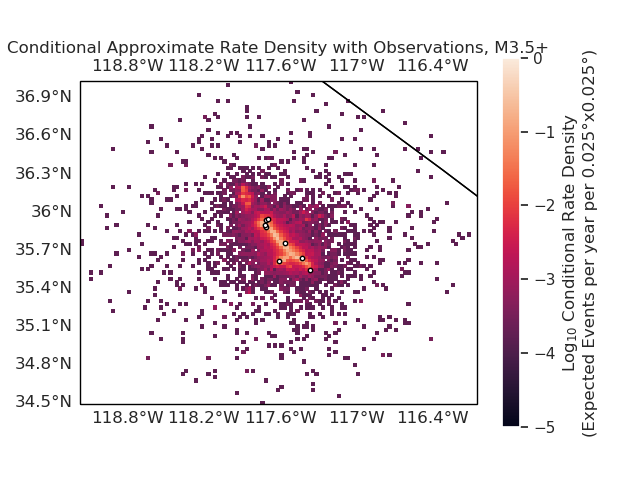 Conditional Approximate Rate Density with Observations, M3.5+
118.8°W 118.2°W 117.6°W 117°W 116.4°W
36.9°N
36.6°N
36.3°N
36°N
35.7°N
35.4°N
35.1°N
34.8°N
34.5°N
118.8°W 118.2°W 117.6°W 117°W 116.4°W
0
−1
−2
−3
−4
−5
Log10 Conditional Rate Density
(Expected Events per year per 0.025°x0.025°)